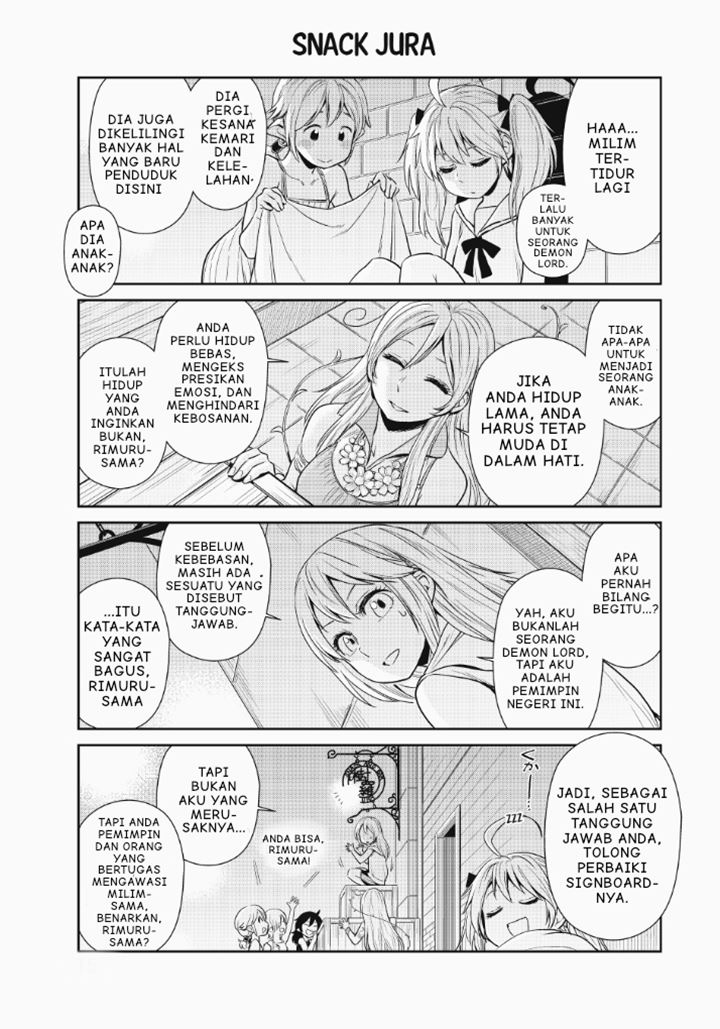 SNACK JURA
HAAA...
MILIM
TER-
TIDUR
LAGI
TER-
LALU
BANYAK
UNTUK
SEORANG
DEMON
LORD.
DIA
PERGI
KESANA
KEMARI
DAN
KELE-
LAHAN.
DIA JUGA
DIKELILINGI
BANYAK HAL
YANG BARU
PENDUDUK
DISINI
APA
DIA
ANAK-
ANAK?
TIDAK
APA-APA
UNTUK
MENJADI
SEORANG
ANAK-
ANAK.
JIKA
ANDA HIDUP
LAMA, ANDA
HARUS TETAP
MUDA DI
DALAM HATI.
ANDA
PERLU HIDUP
BEBAS,
MENGEKS
PRESIKAN
EMOSI, DAN
MENGHINDARI
KEBOSANAN.
ITULAH
HIDUP
YANG
ANDA
INGINKAN
BUKAN,
RIMURU-
SAMA?
APA
AKU
PERNAH
BILANG
BEGITU...?
YAH, AKU
BUKANLAH
SEORANG
DEMON LORD,
TAPI AKU
ADALAH
PEMIMPIN
NEGERI INI.
SEBELUM
KEBEBASAN,
MASIH ADA
SESUATU YANG
DISEBUT
TANGGUNG-
JAWAB.
...ITU
KATA-KATA
YANG
SANGAT
BAGUS,
RIMURU-
SAMA
JADI, SEBAGAI
SALAH SATU
TANGGUNG
JAWAB ANDA,
TOLONG
PERBAIKI
SIGNBOARD-
NYA.
くかー...
zzz
TAPI
BUKAN
AKU YANG
MERU-
SAKNYA...
ANDA BISA,
RIMURU-
SAMA!
TAPI ANDA
PEMIMPIN
DAN ORANG
YANG
BERTUGAS
MENGAWASI
MILIM-
SAMA,
BENARKAN,
RIMURU-
SAMA?